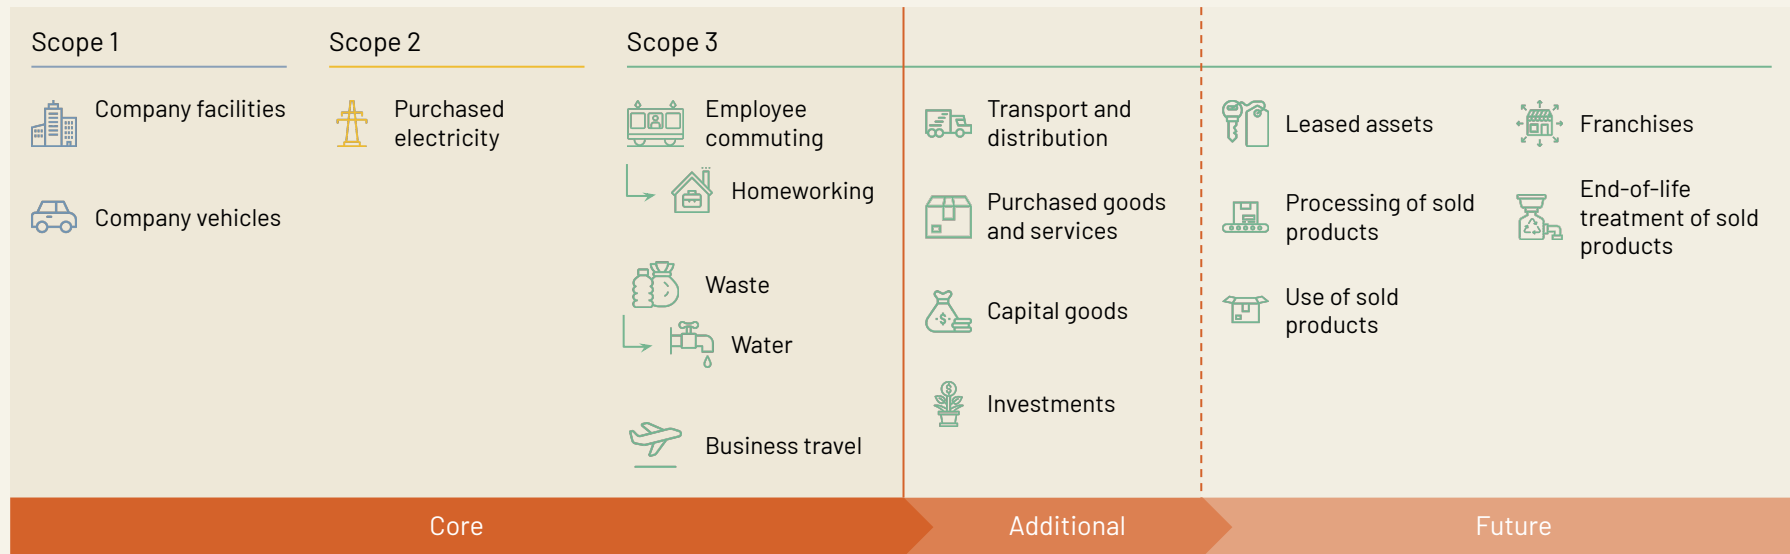 Scope 1
Company facilities
Company vehicles
Scope 2
Purchased
electricity
Scope 3
Employee
commuting
Homeworking
Waste
Water
Business travel
Transport and
distribution
Purchased goods
and services
Capital goods
Investments
Leased assets
Processing of sold
products
Use of sold
products
Franchises
End-of-life
treatment of sold
products
Core
Additional
Future